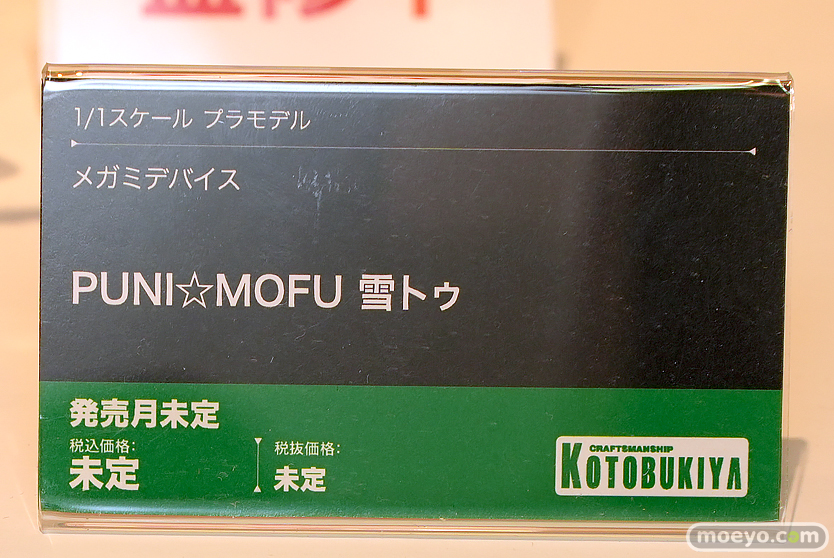 1/1スケール プラモデル
メガミデバイス
PUNI☆MOFU 雪トゥ
発売月未定
税込価格:
未定
税抜価格:
未定
CRAFTSMANSHIP
KOTOBUKIYA
moeyo.com